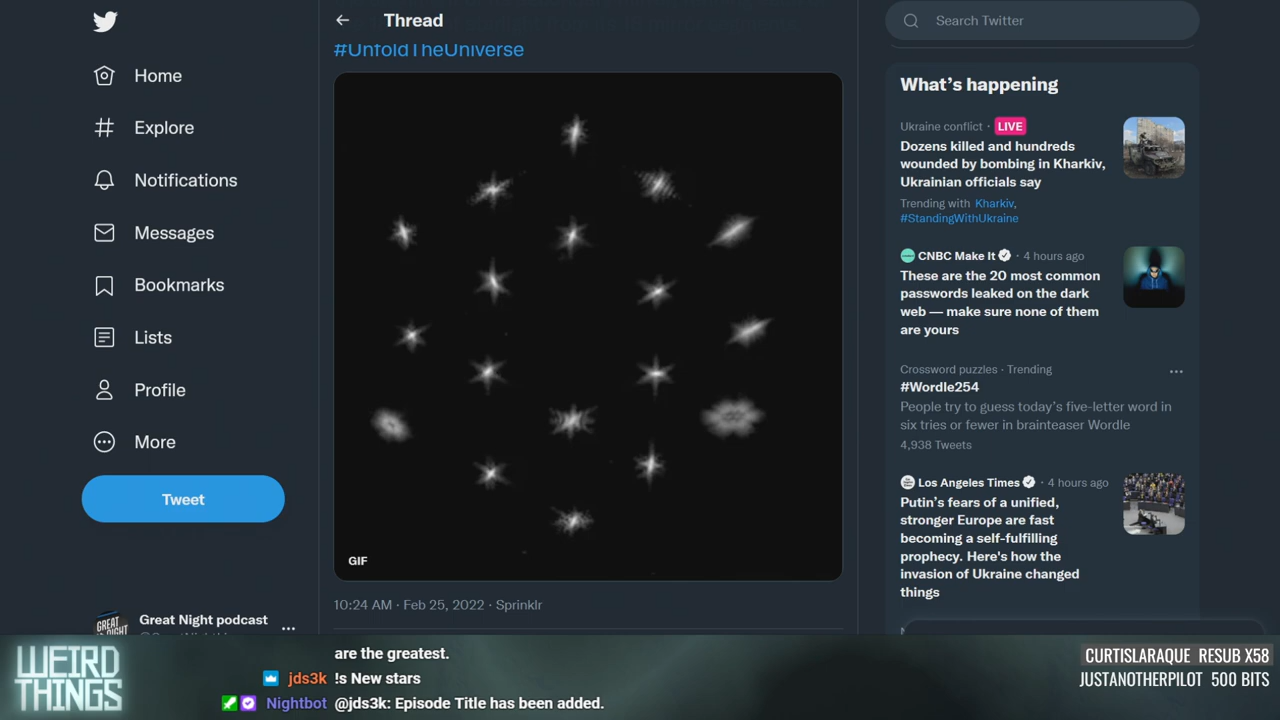 Thread
Search Twitter
Home
Explore
Notifications
Messages
Bookmarks
Lists
Profile
More
Tweet
Great Night podcast
#UnfoldTheUniverse
GIF
10:24 AM · Feb 25, 2022 · Sprinklr
What's happening
Ukraine conflict · LIVE
Dozens killed and hundreds
wounded by bombing in Kharkiv,
Ukrainian officials say
Trending with Kharkiv,
#StandingWithUkraine
CNBC Make It · 4 hours ago
These are the 20 most common
passwords leaked on the dark
web — make sure none of them
are yours
Crossword puzzles · Trending
#Wordle254
People try to guess today's five-letter word in
six tries or fewer in brainteaser Wordle
4,938 Tweets
Los Angeles Times · 4 hours ago
Putin's fears of a unified,
stronger Europe are fast
becoming a self-fulfilling
prophecy. Here's how the
invasion of Ukraine changed
things
WEIRD
THINGS
are the greatest.
jds3k !s New stars
Nightbot @jds3k: Episode Title has been added.
CURTISLARAQUE RESUB X58
JUSTANOTHERPILOT 500 BITS